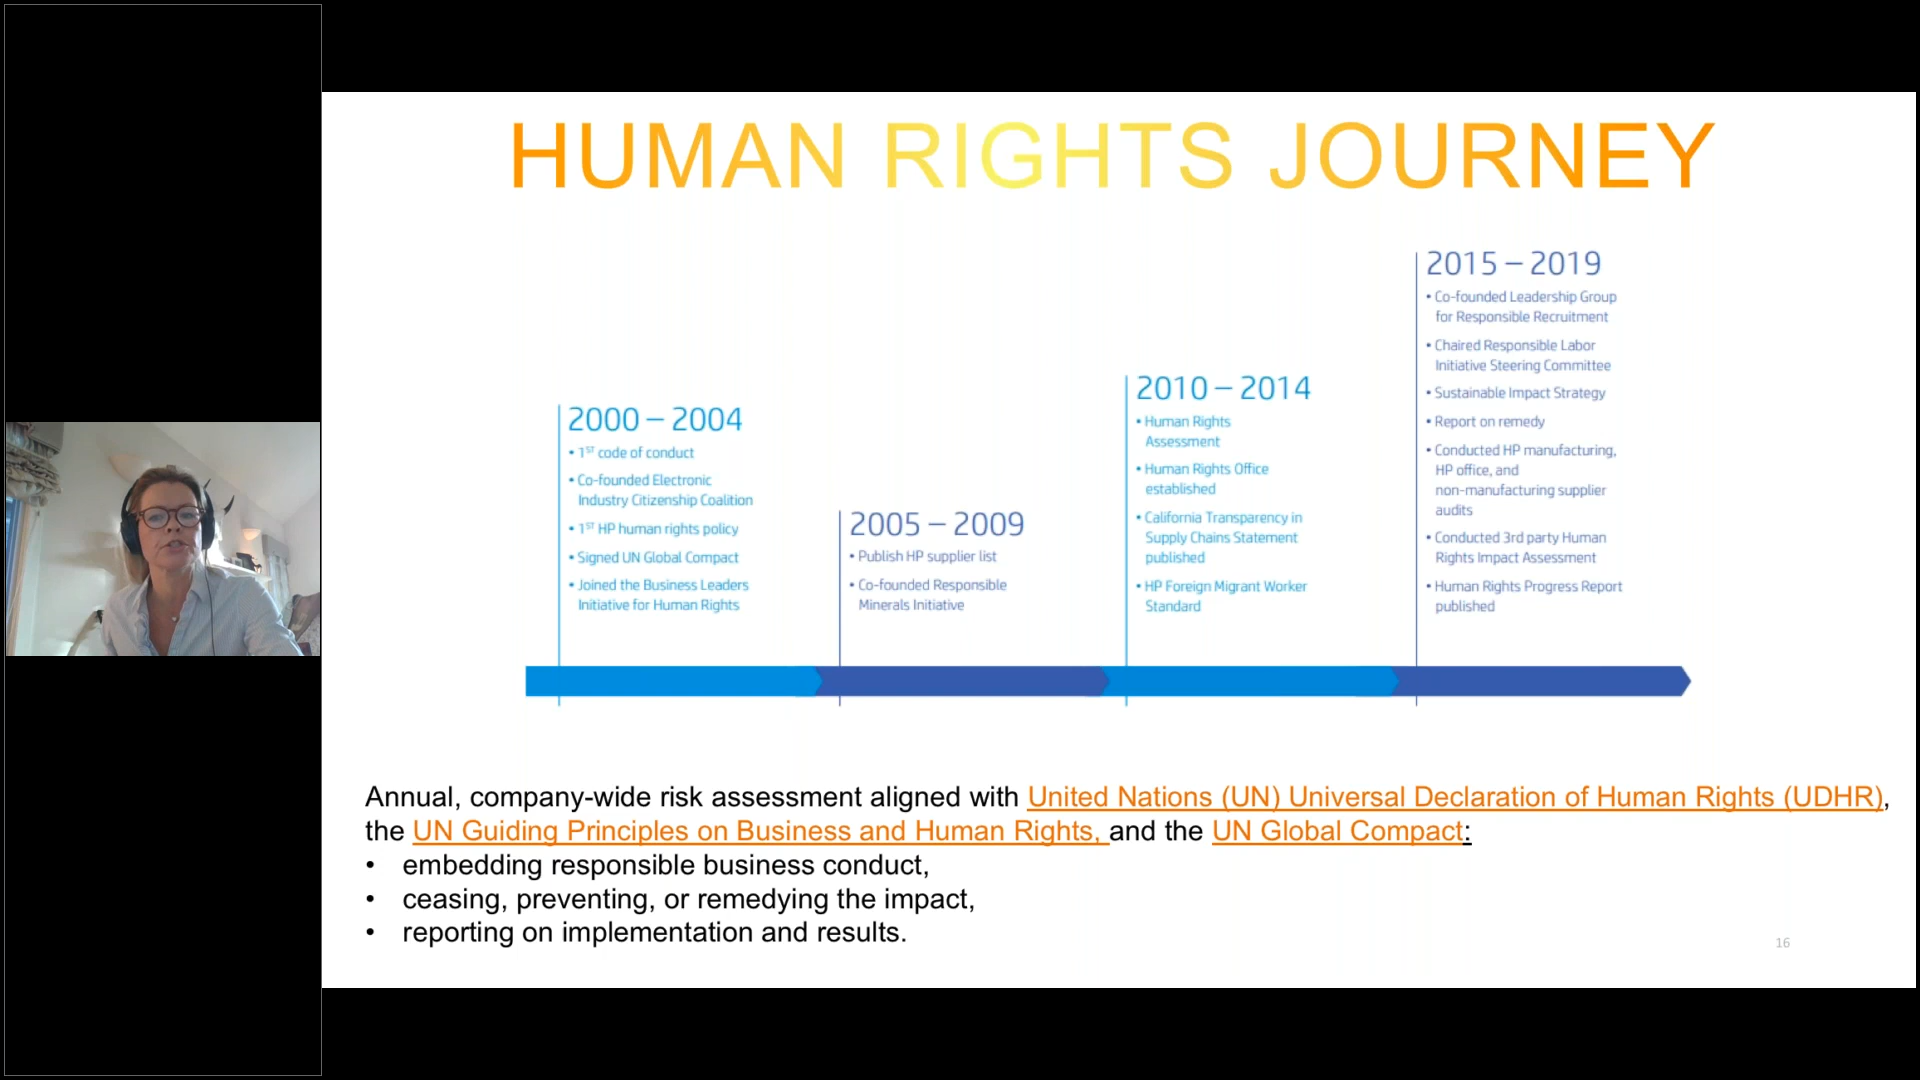 HUMAN RIGHTS JOURNEY
2000 – 2004
• 1ST code of conduct
• Co-founded Electronic
Industry Citizenship Coalition
• 1ST HP human rights policy
• Signed UN Global Compact
• Joined the Business Leaders
Initiative for Human Rights
2005 – 2009
• Publish HP supplier list
• Co-founded Responsible
Minerals Initiative
2010 – 2014
• Human Rights
Assessment
• Human Rights Office
established
• California Transparency in
Supply Chains Statement
published
• HP Foreign Migrant Worker
Standard
2015 – 2019
• Co-founded Leadership Group
for Responsible Recruitment
• Chaired Responsible Labor
Initiative Steering Committee
• Sustainable Impact Strategy
• Report on remedy
• Conducted HP manufacturing,
HP office, and
non-manufacturing supplier
audits
• Conducted 3rd party Human
Rights Impact Assessment
• Human Rights Progress Report
published
Annual, company-wide risk assessment aligned with United Nations (UN) Universal Declaration of Human Rights (UDHR),
the UN Guiding Principles on Business and Human Rights, and the UN Global Compact:
• embedding responsible business conduct,
• ceasing, preventing, or remedying the impact,
• reporting on implementation and results.
16